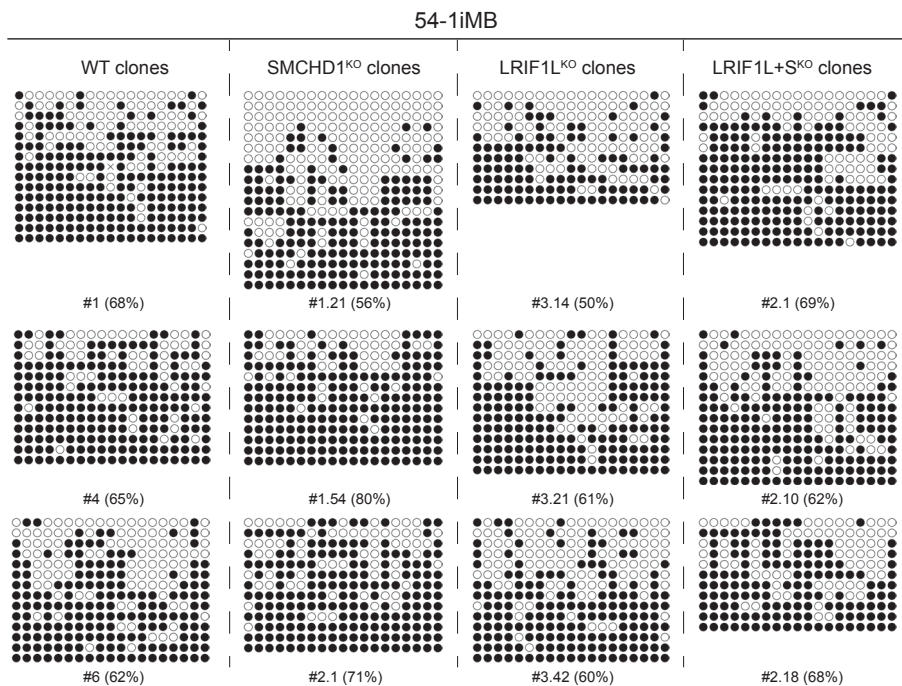 54-1iMB
WT clones SMCHD1KO clones LRIF1LKO clones LRIF1L+SKO clones
#1 (68%) #1.21 (56%) #3.14 (50%) #2.1 (69%)
#4 (65%) #1.54 (80%) #3.21 (61%) #2.10 (62%)
#6 (62%) #2.1 (71%) #3.42 (60%) #2.18 (68%)